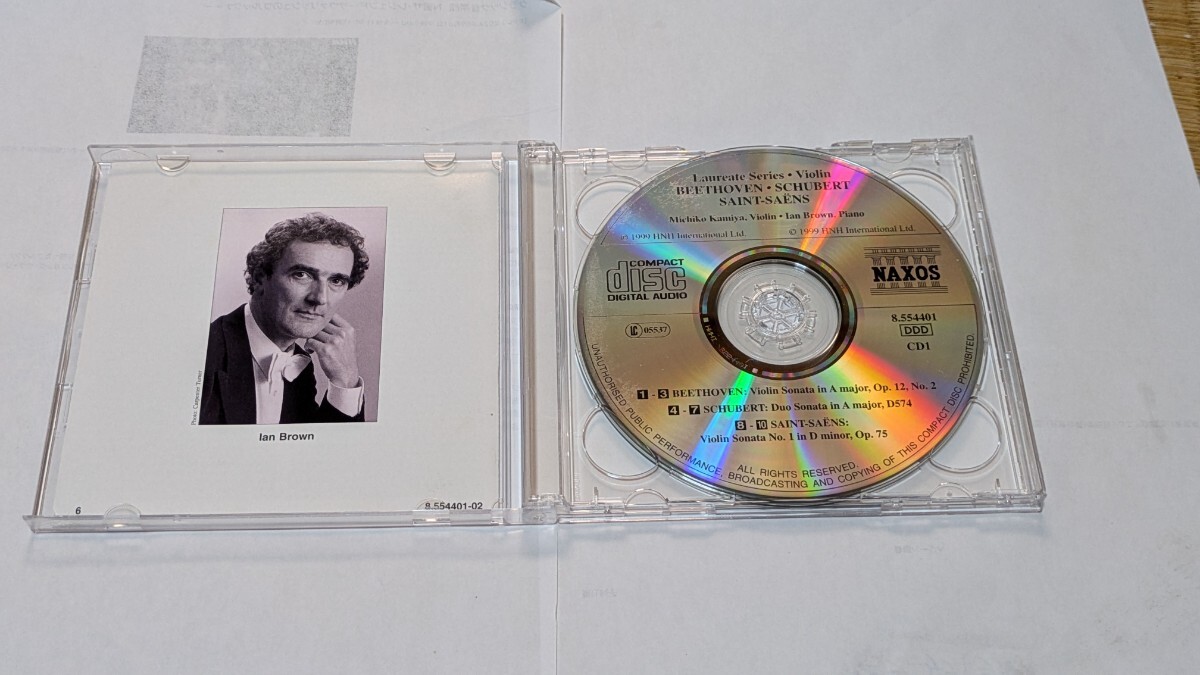 Ian Brown
6
8.554401-02
Laureate Series • Violin
BEETHOVEN • SCHUBERT
SAINT-SAËNS
Michiko Kamiya, Violin • Ian Brown, Piano
℗ 1999 HNH International Ltd. © 1999 HNH International Ltd.
COMPACT
disc
DIGITAL AUDIO
NAXOS
LC 05537
8.554401
DDD
CD1
1 - 3 BEETHOVEN: Violin Sonata in A major, Op. 12, No. 2
4 - 7 SCHUBERT: Duo Sonata in A major, D574
8 - 10 SAINT-SAËNS:
Violin Sonata No. 1 in D minor, Op. 75
ALL RIGHTS RESERVED.
UNAUTHORISED PUBLIC PERFORMANCE, BROADCASTING AND COPYING OF THIS COMPACT DISC PROHIBITED.